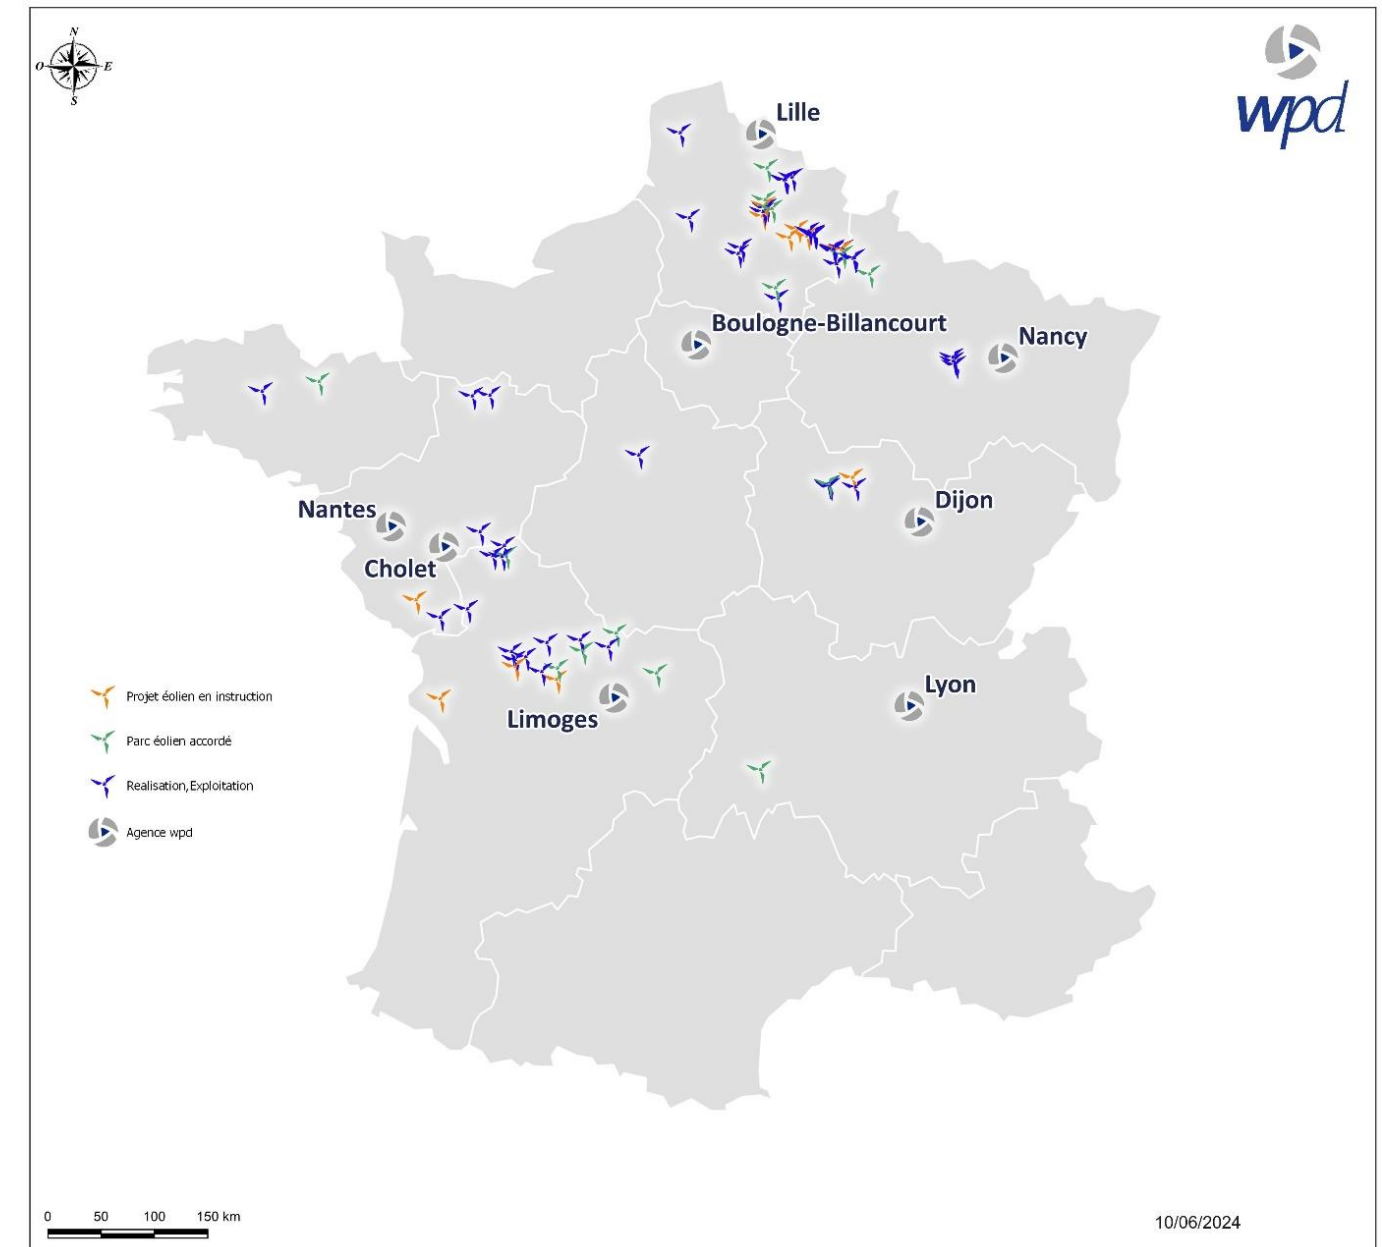 N
O E
S
wpd
Lille
Boulogne-Billancourt
Nancy
Nantes
Dijon
Cholet
Lyon
Limoges
Projet éolien en instruction
Parc éolien accordé
Realisation,Exploitation
Agence wpd
0 50 100 150 km
10/06/2024